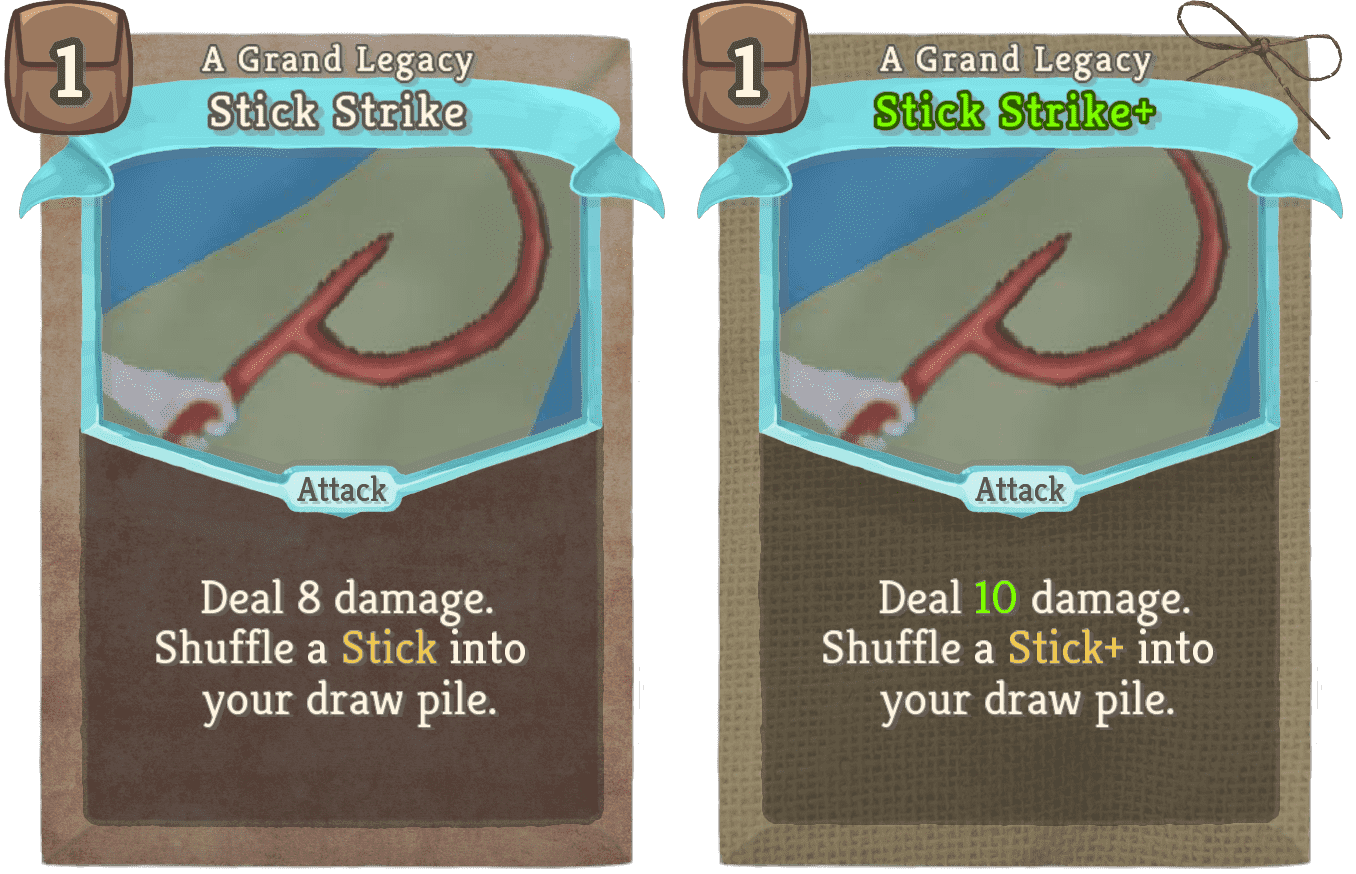 1
A Grand Legacy
Stick Strike
Attack
Deal 8 damage.
Shuffle a Stick into
your draw pile.
1
A Grand Legacy
Stick Strike+
Attack
Deal 10 damage.
Shuffle a Stick+ into
your draw pile.